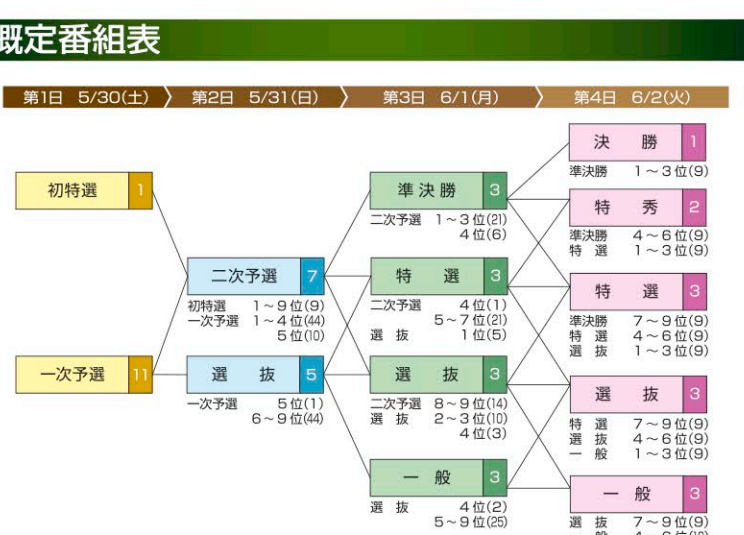 概定番組表
第1日 5/30(土)
第2日 5/31(日)
第3日 6/1(月)
第4日 6/2(火)
初特選 1
一次予選 11
二次予選 7
初特選 1～9位(9)
一次予選 1～4位(44)
5位(10)
選抜 5
一次予選 5位(1)
6～9位(44)
準決勝 3
二次予選 1～3位(21)
4位(6)
特選 3
二次予選 4位(1)
5～7位(21)
選抜 1位(5)
選抜 3
二次予選 8～9位(14)
選抜 2～3位(10)
4位(3)
一般 3
選抜 4位(2)
5～9位(25)
決勝 1
準決勝 1～3位(9)
特秀 2
準決勝 4～6位(9)
特選 1～3位(9)
特選 3
準決勝 7～9位(9)
特選 4～6位(9)
選抜 1～3位(9)
選抜 3
特選 7～9位(9)
選抜 4～6位(9)
一般 1～3位(9)
一般 3
選抜 7～9位(9)